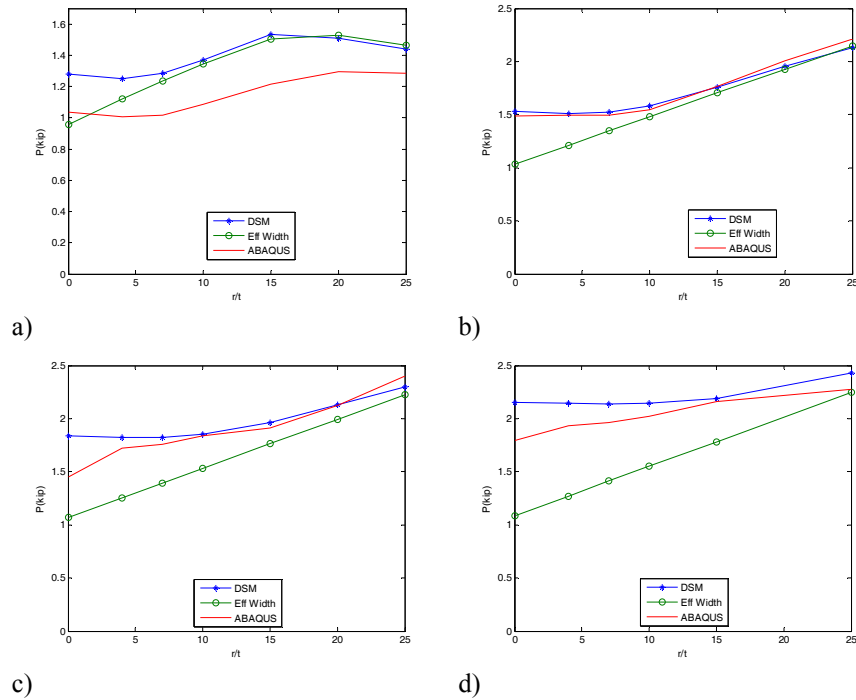 1.6
1.4
1.2
1
0.8
0.6
0.4
0.2
0
P(kip)
DSM
Eff Width
ABAQUS
0 5 10 15 20 25
r/t
a)
2.5
2
1.5
1
0.5
0
P(kip)
DSM
Eff Width
ABAQUS
0 5 10 15 20 25
r/t
b)
2.5
2
1.5
1
0.5
0
P(kip)
DSM
Eff Width
ABAQUS
0 5 10 15 20 25
r/t
c)
2.5
2
1.5
1
0.5
0
P(kip)
DSM
Eff Width
ABAQUS
0 5 10 15 20 25
r/t
d)